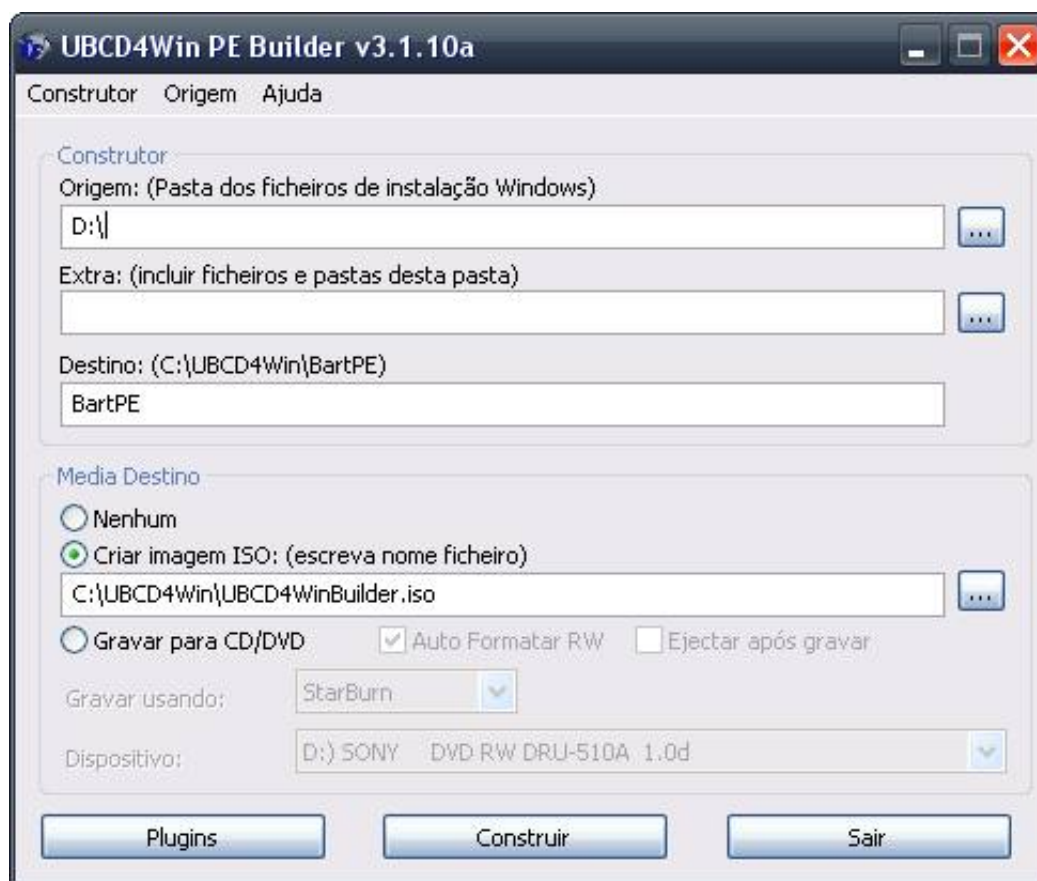 UBCD4Win PE Builder v3.1.10a
Construtor Origem Ajuda
Construtor
Origem: (Pasta dos ficheiros de instalação Windows)
D:\
...
Extra: (incluir ficheiros e pastas desta pasta)
...
Destino: (C:\UBCD4Win\BartPE)
BartPE
Media Destino
Nenhum
Criar imagem ISO: (escreva nome ficheiro)
C:\UBCD4Win\UBCD4WinBuilder.iso
...
Gravar para CD/DVD Auto Formatar RW Ejectar após gravar
Gravar usando: StarBurn
Dispositivo: D:) SONY DVD RW DRU-510A 1.0d
Plugins Construir Sair